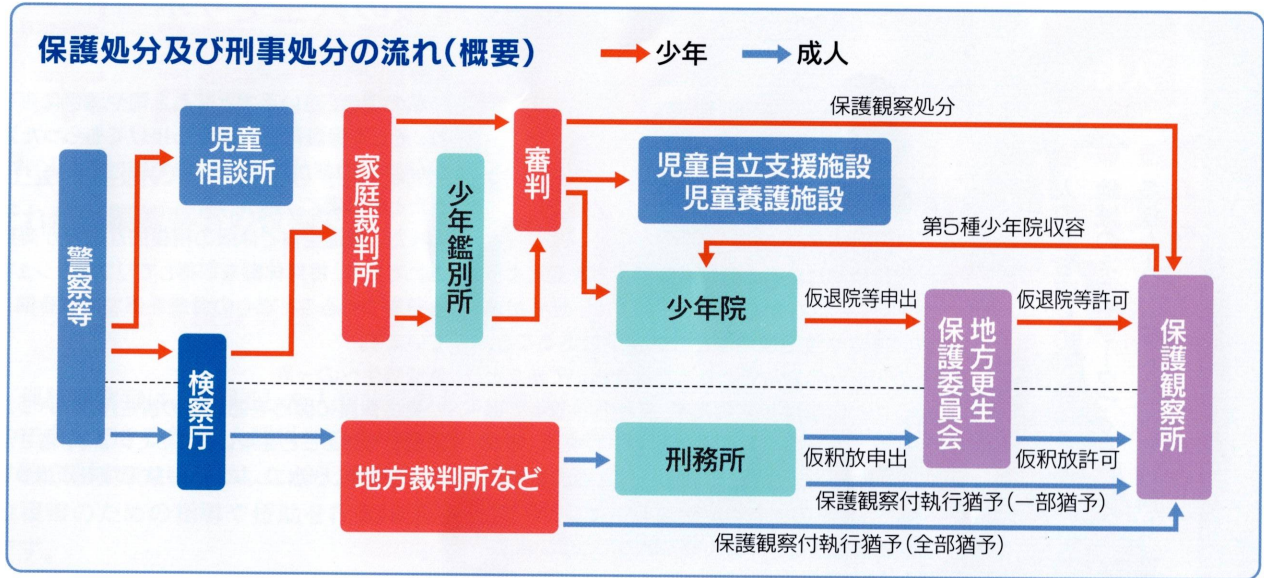 保護処分及び刑事処分の流れ（概要）
少年
成人
警察等
児童
相談所
検察庁
家庭裁判所
少年鑑別所
審判
保護観察処分
児童自立支援施設
児童養護施設
第5種少年院収容
少年院
仮退院等申出
地方更生
保護委員会
仮退院等許可
保護観察所
地方裁判所など
刑務所
仮釈放申出
仮釈放許可
保護観察付執行猶予（一部猶予）
保護観察付執行猶予（全部猶予）
す。